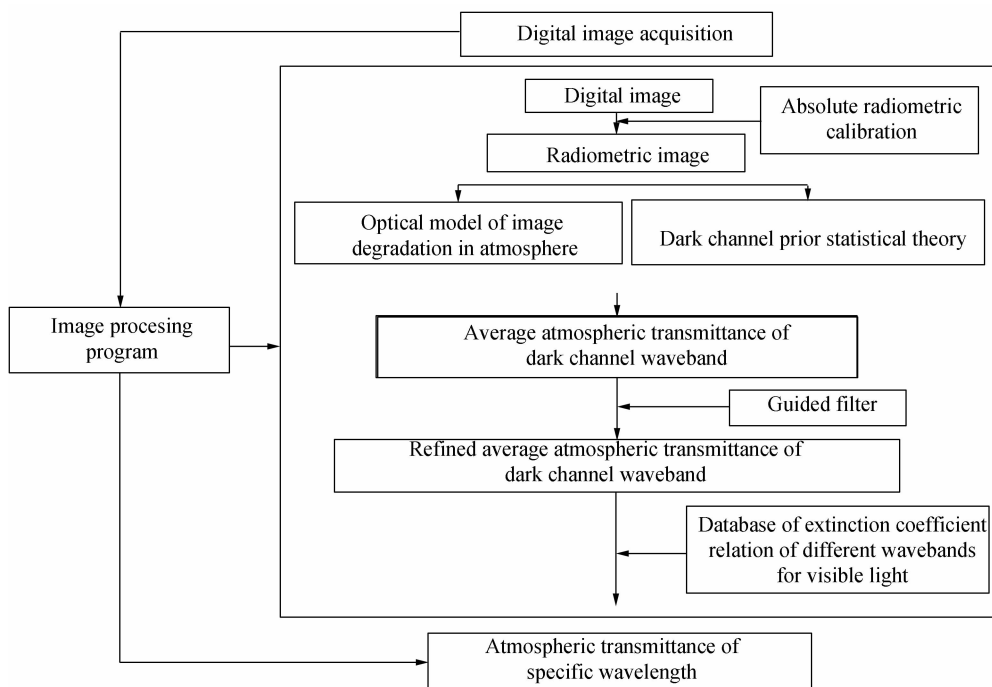 Digital image acquisition
Digital image
Absolute radiometric
calibration
Radiometric image
Optical model of image
degradation in atmosphere
Dark channel prior statistical theory
Image procesing
program
Average atmospheric transmittance of
dark channel waveband
Guided filter
Refined average atmospheric transmittance of
dark channel waveband
Database of extinction coefficient
relation of different wavebands
for visible light
Atmospheric transmittance of
specific wavelength